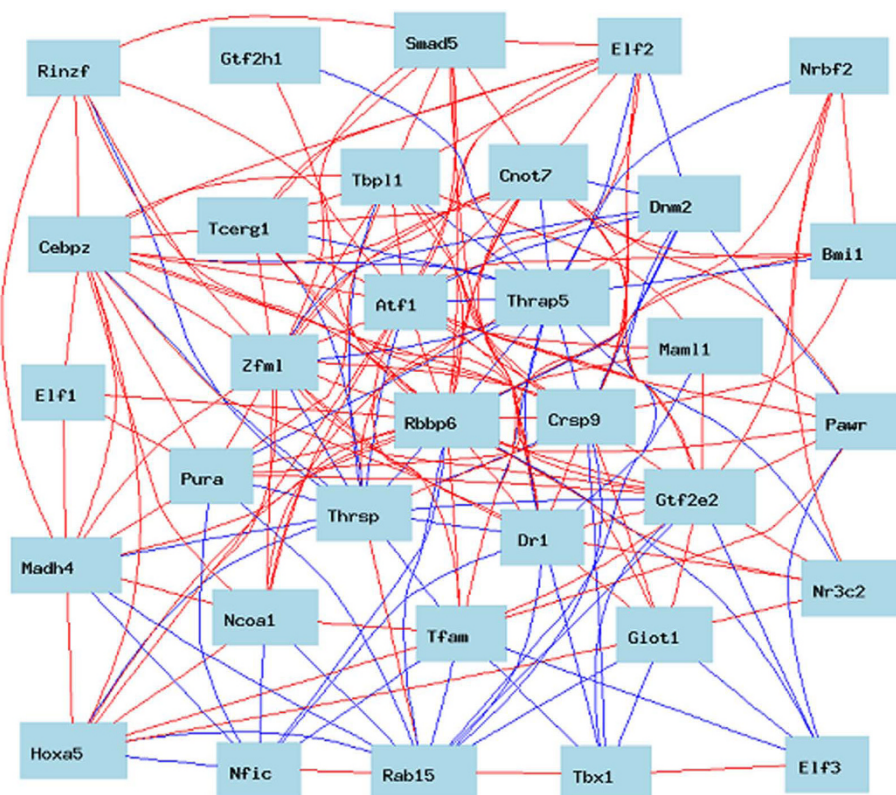 Rinzf
Gtf2h1
Smad5
Elf2
Nrbf2
Tbpl1
Cnot7
Dnm2
Cebpz
Tcerg1
Bmi1
Atf1
Thrap5
Zfml
Maml1
Elf1
Rbbp6
Crsp9
Pawr
Pura
Thrsp
Gtf2e2
Dr1
Madh4
Nr3c2
Ncoa1
Tfam
Giot1
Hoxa5
Nfic
Rab15
Tbx1
Elf3